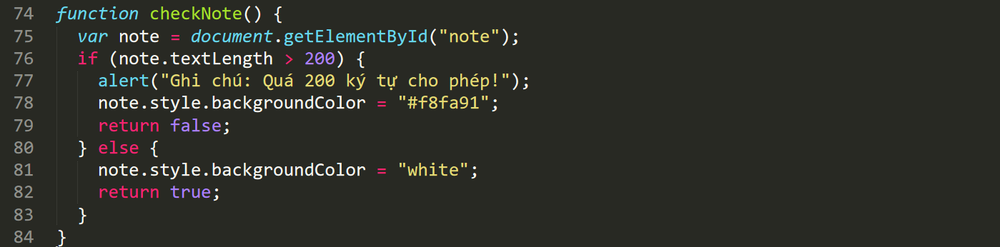 74 function checkNote() {
75   var note = document.getElementById("note");
76   if (note.textLength > 200) {
77     alert("Ghi chú: Quá 200 ký tự cho phép!");
78     note.style.backgroundColor = "#f8fa91";
79     return false;
80   } else {
81     note.style.backgroundColor = "white";
82     return true;
83   }
84 }